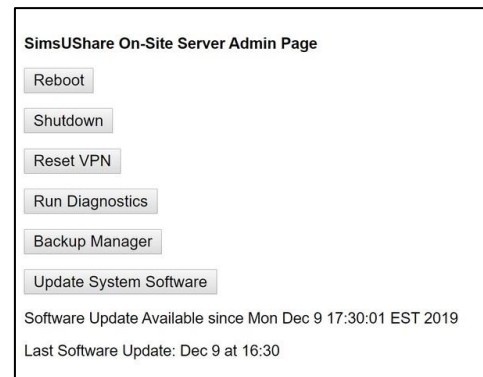 SimsUShare On-Site Server Admin Page
Reboot
Shutdown
Reset VPN
Run Diagnostics
Backup Manager
Update System Software
Software Update Available since Mon Dec 9 17:30:01 EST 2019
Last Software Update: Dec 9 at 16:30